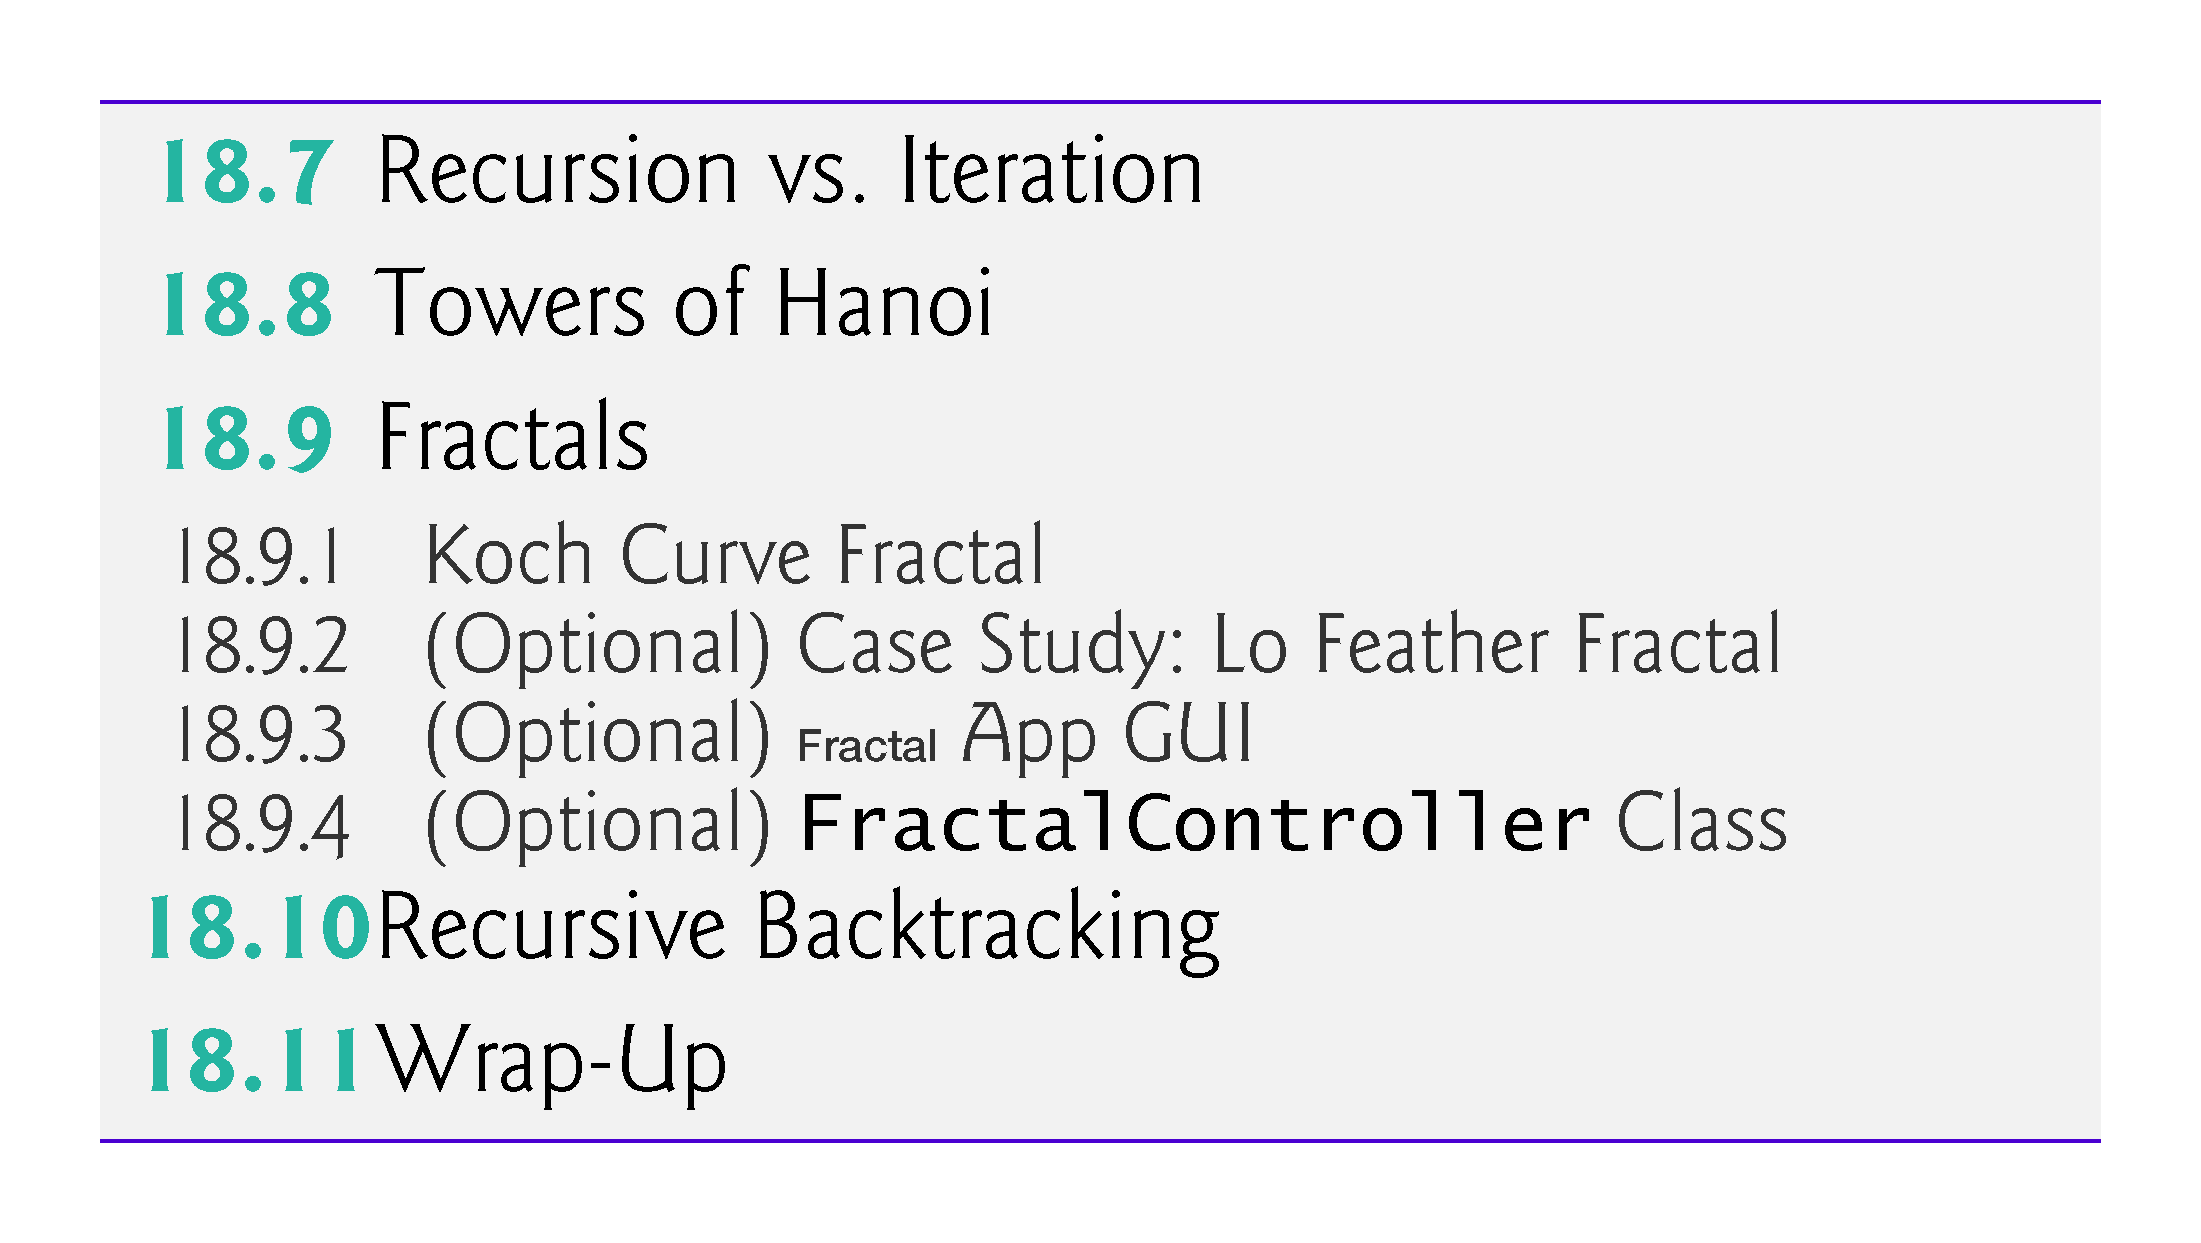 18.7 Recursion vs. Iteration
18.8 Towers of Hanoi
18.9 Fractals
18.9.1 Koch Curve Fractal
18.9.2 (Optional) Case Study: Lo Feather Fractal
18.9.3 (Optional) Fractal App GUI
18.9.4 (Optional) FractalController Class
18.10 Recursive Backtracking
18.11 Wrap-Up